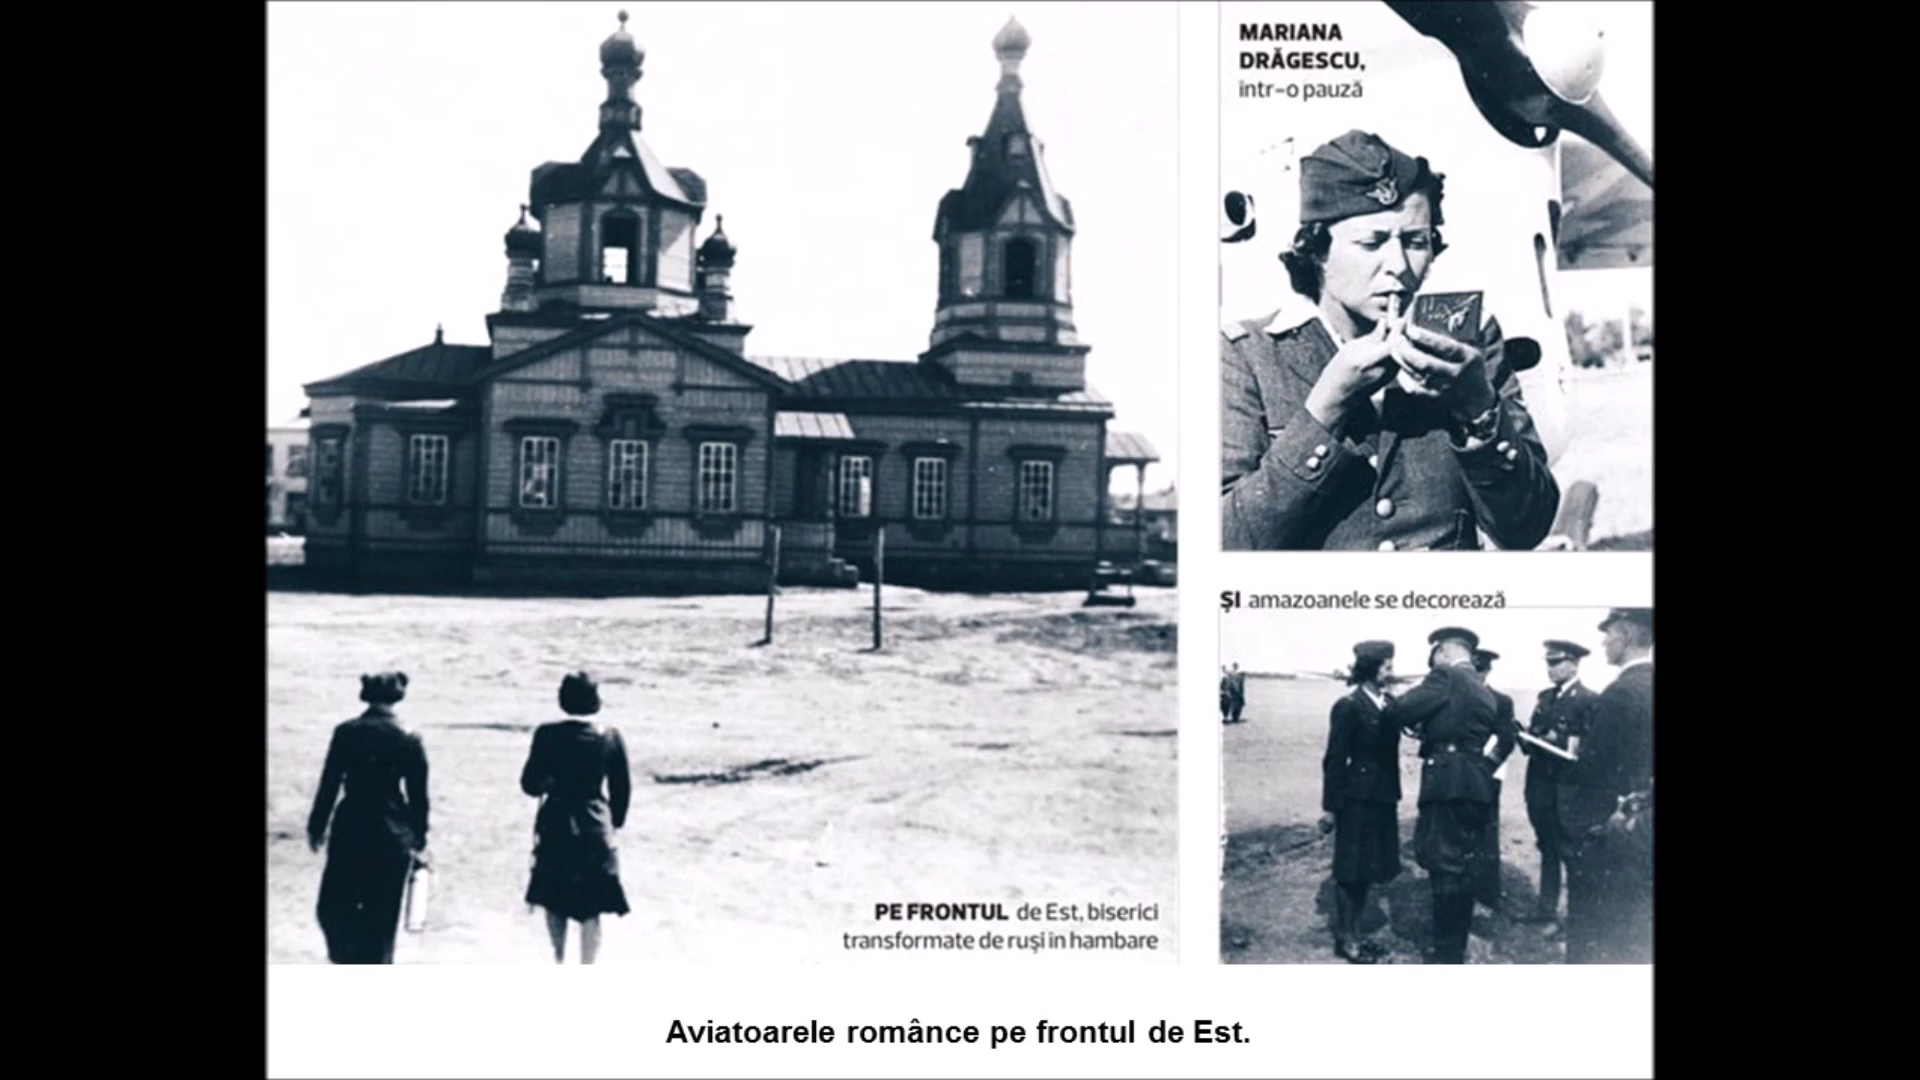 MARIANA
DRĂGESCU,
într-o pauză
ȘI amazoanele se decorează
PE FRONTUL de Est, biserici
transformate de ruși în hambare
Aviatoarele românce pe frontul de Est.